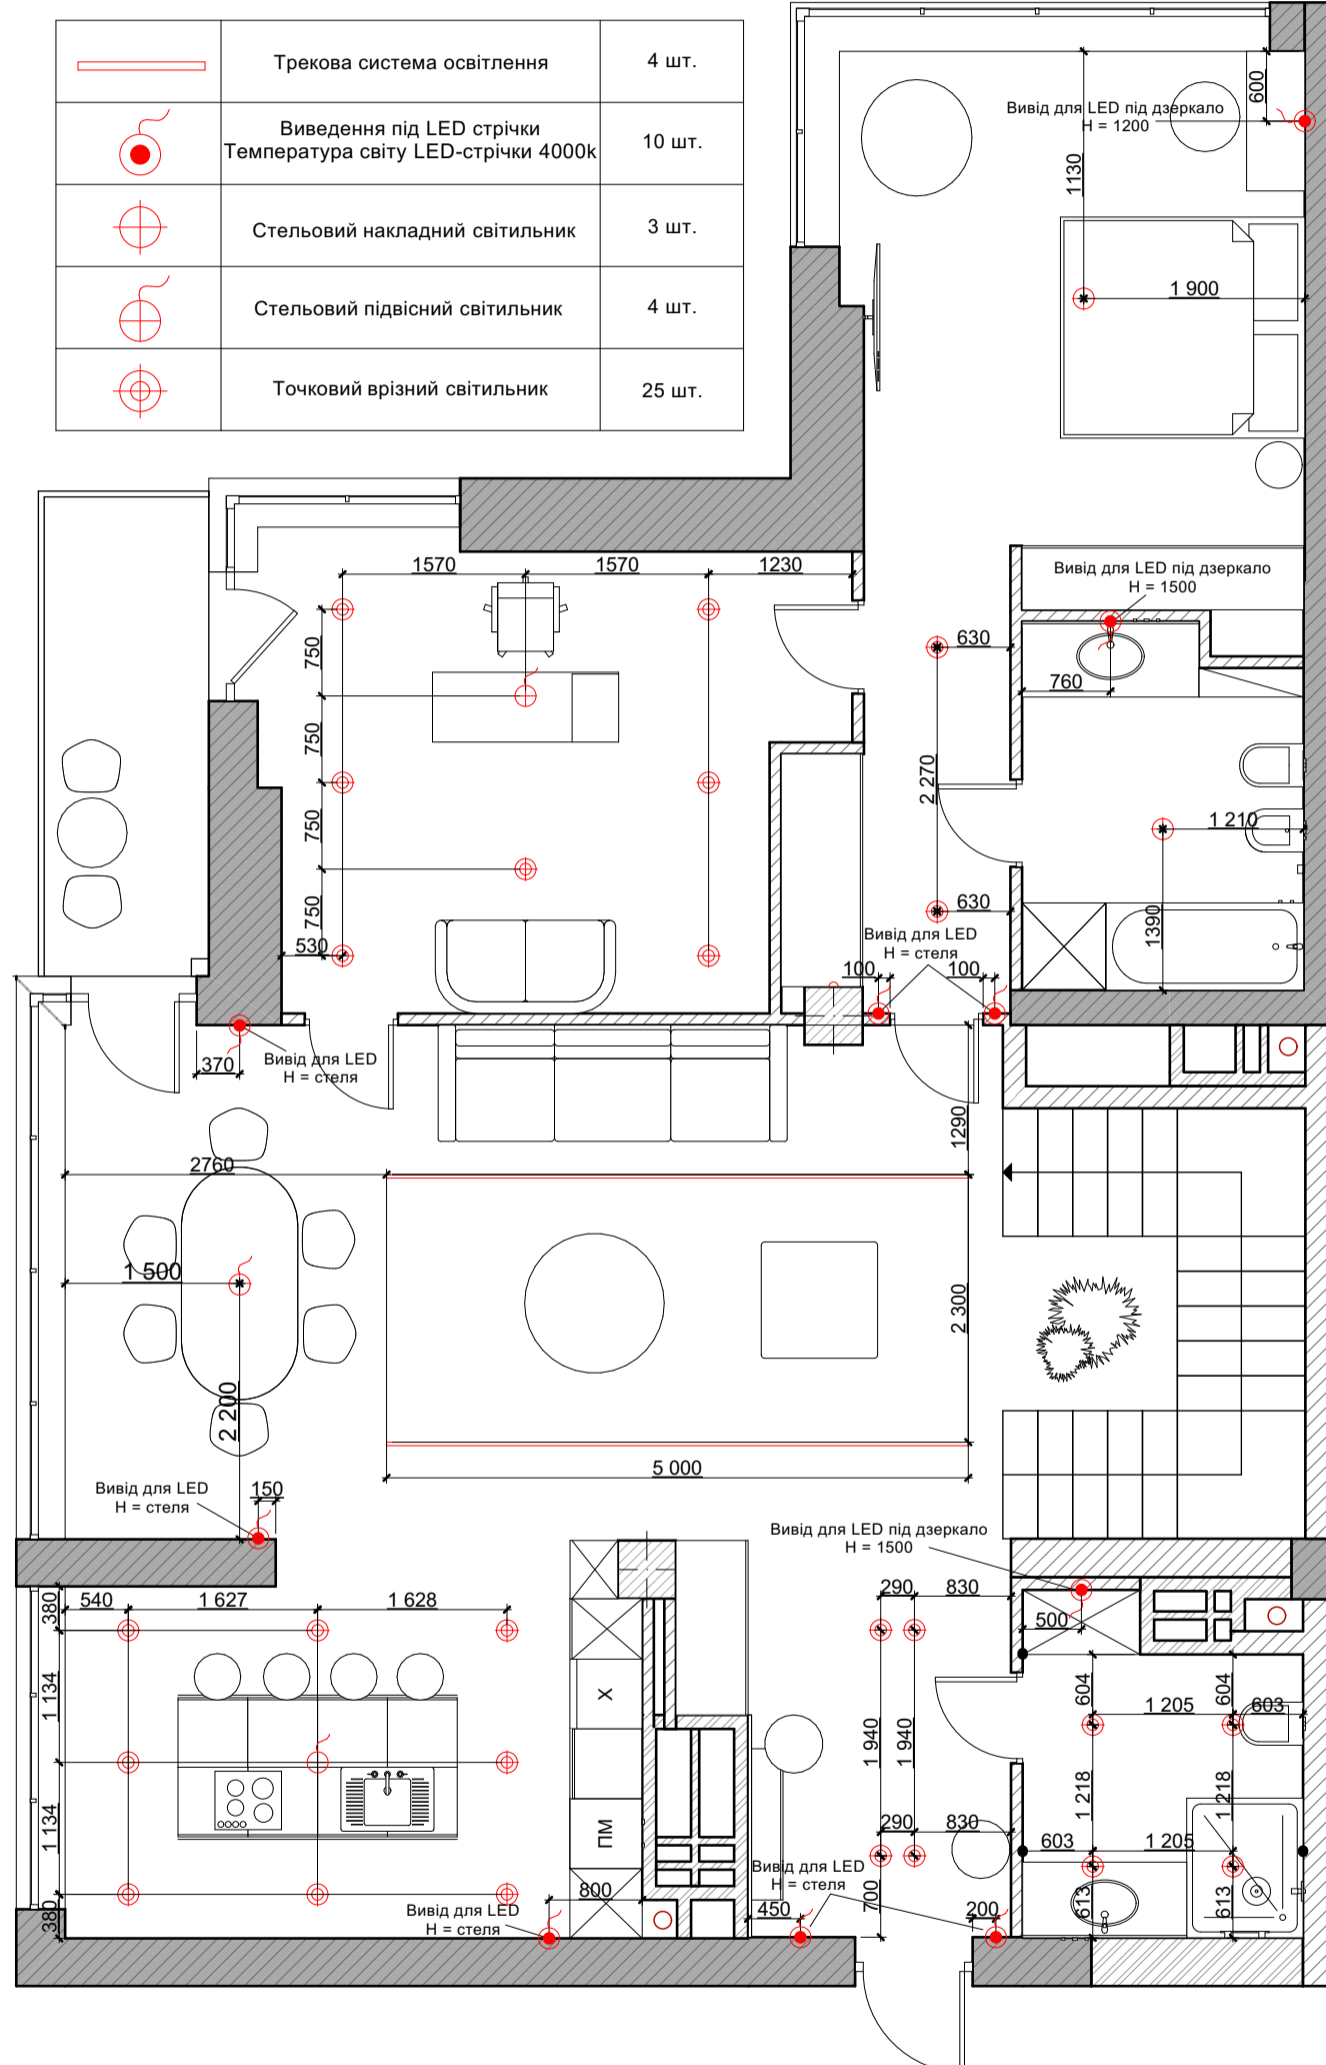 Трекова система освітлення
4 шт.
Виведення під LED стрічки
Температура світу LED-стрічки 4000k
10 шт.
Стельовий накладний світильник
3 шт.
Стельовий підвісний світильник
4 шт.
Точковий врізний світильник
25 шт.
600
Вивід для LED під дзеркало
H = 1200
1130
1 900
1570
1570
1230
Вивід для LED під дзеркало
H = 1500
750
630
760
750
2 270
750
1 210
750
630
1390
530
Вивід для LED
H = стеля
100
100
370
Вивід для LED
H = стеля
1290
2760
1 500
2 300
2 200
5 000
Вивід для LED
H = стеля
150
Вивід для LED під дзеркало
H = 1500
380
540
1 627
1 628
290
830
500
1 134
X
604
604
1 205
603
1 940
1 940
1 134
ПМ
1 218
1 218
290
830
603
1 205
Вивід для LED
H = стеля
380
800
Вивід для LED
H = стеля
450
700
200
613
613